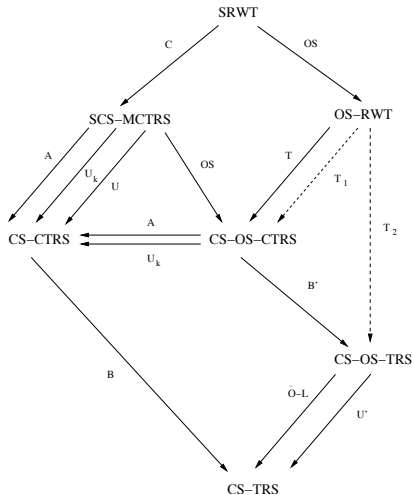 SRWT
C
OS
SCS–MCTRS
OS–RWT
A
U k
U
OS
T
T 1
T 2
CS–CTRS
A
U k
CS–OS–CTRS
B'
B
CS–OS–TRS
Ö–L
U'
CS–TRS